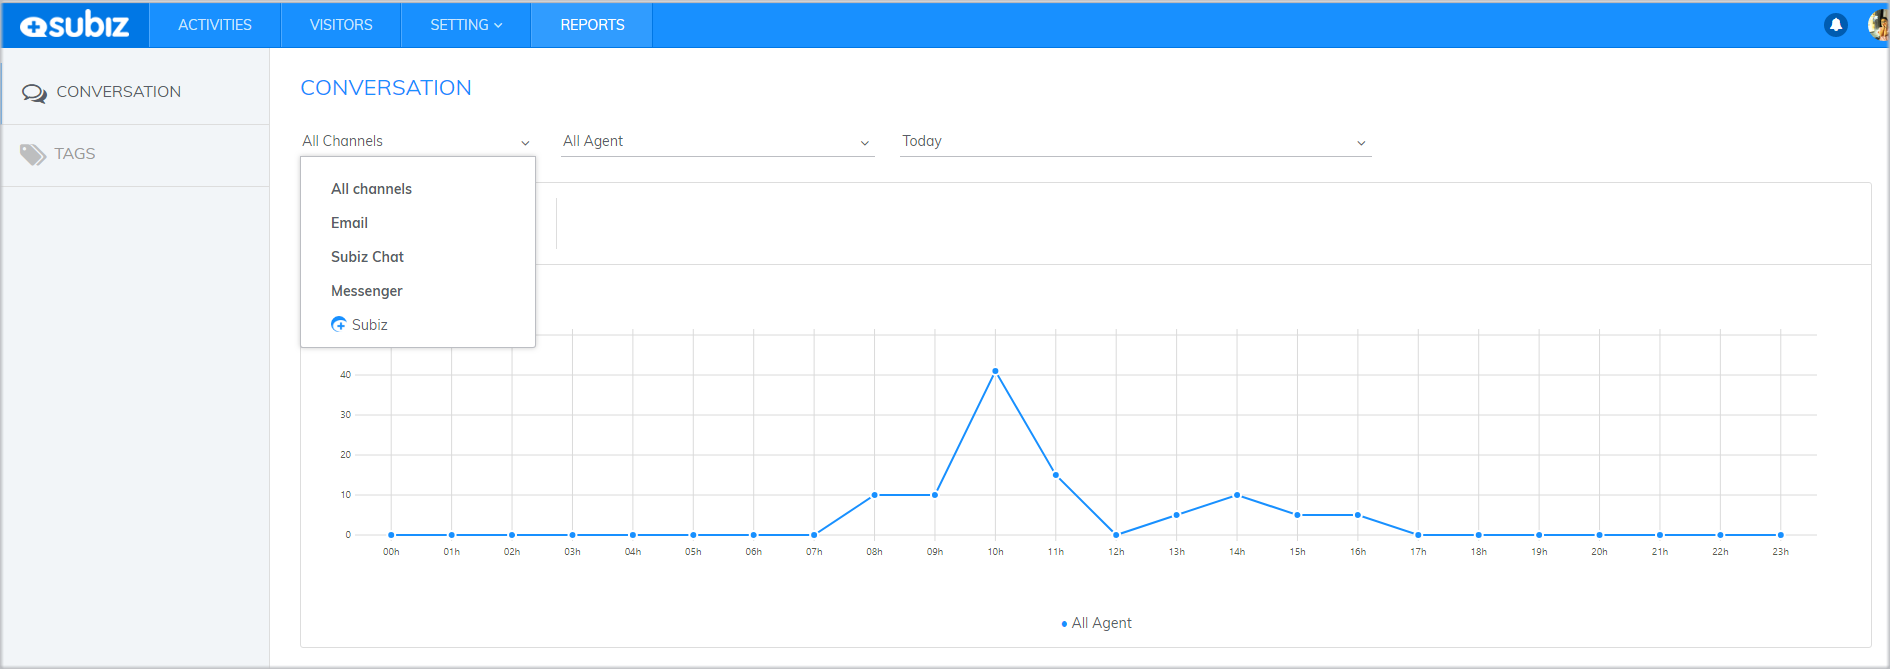 subiz ACTIVITIES VISITORS SETTING REPORTS
CONVERSATION
TAGS
CONVERSATION
All Channels All Agent Today
All channels
Email
Subiz Chat
Messenger
Subiz
40
30
20
10
0
00h 01h 02h 03h 04h 05h 06h 07h 08h 09h 10h 11h 12h 13h 14h 15h 16h 17h 18h 19h 20h 21h 22h 23h
All Agent